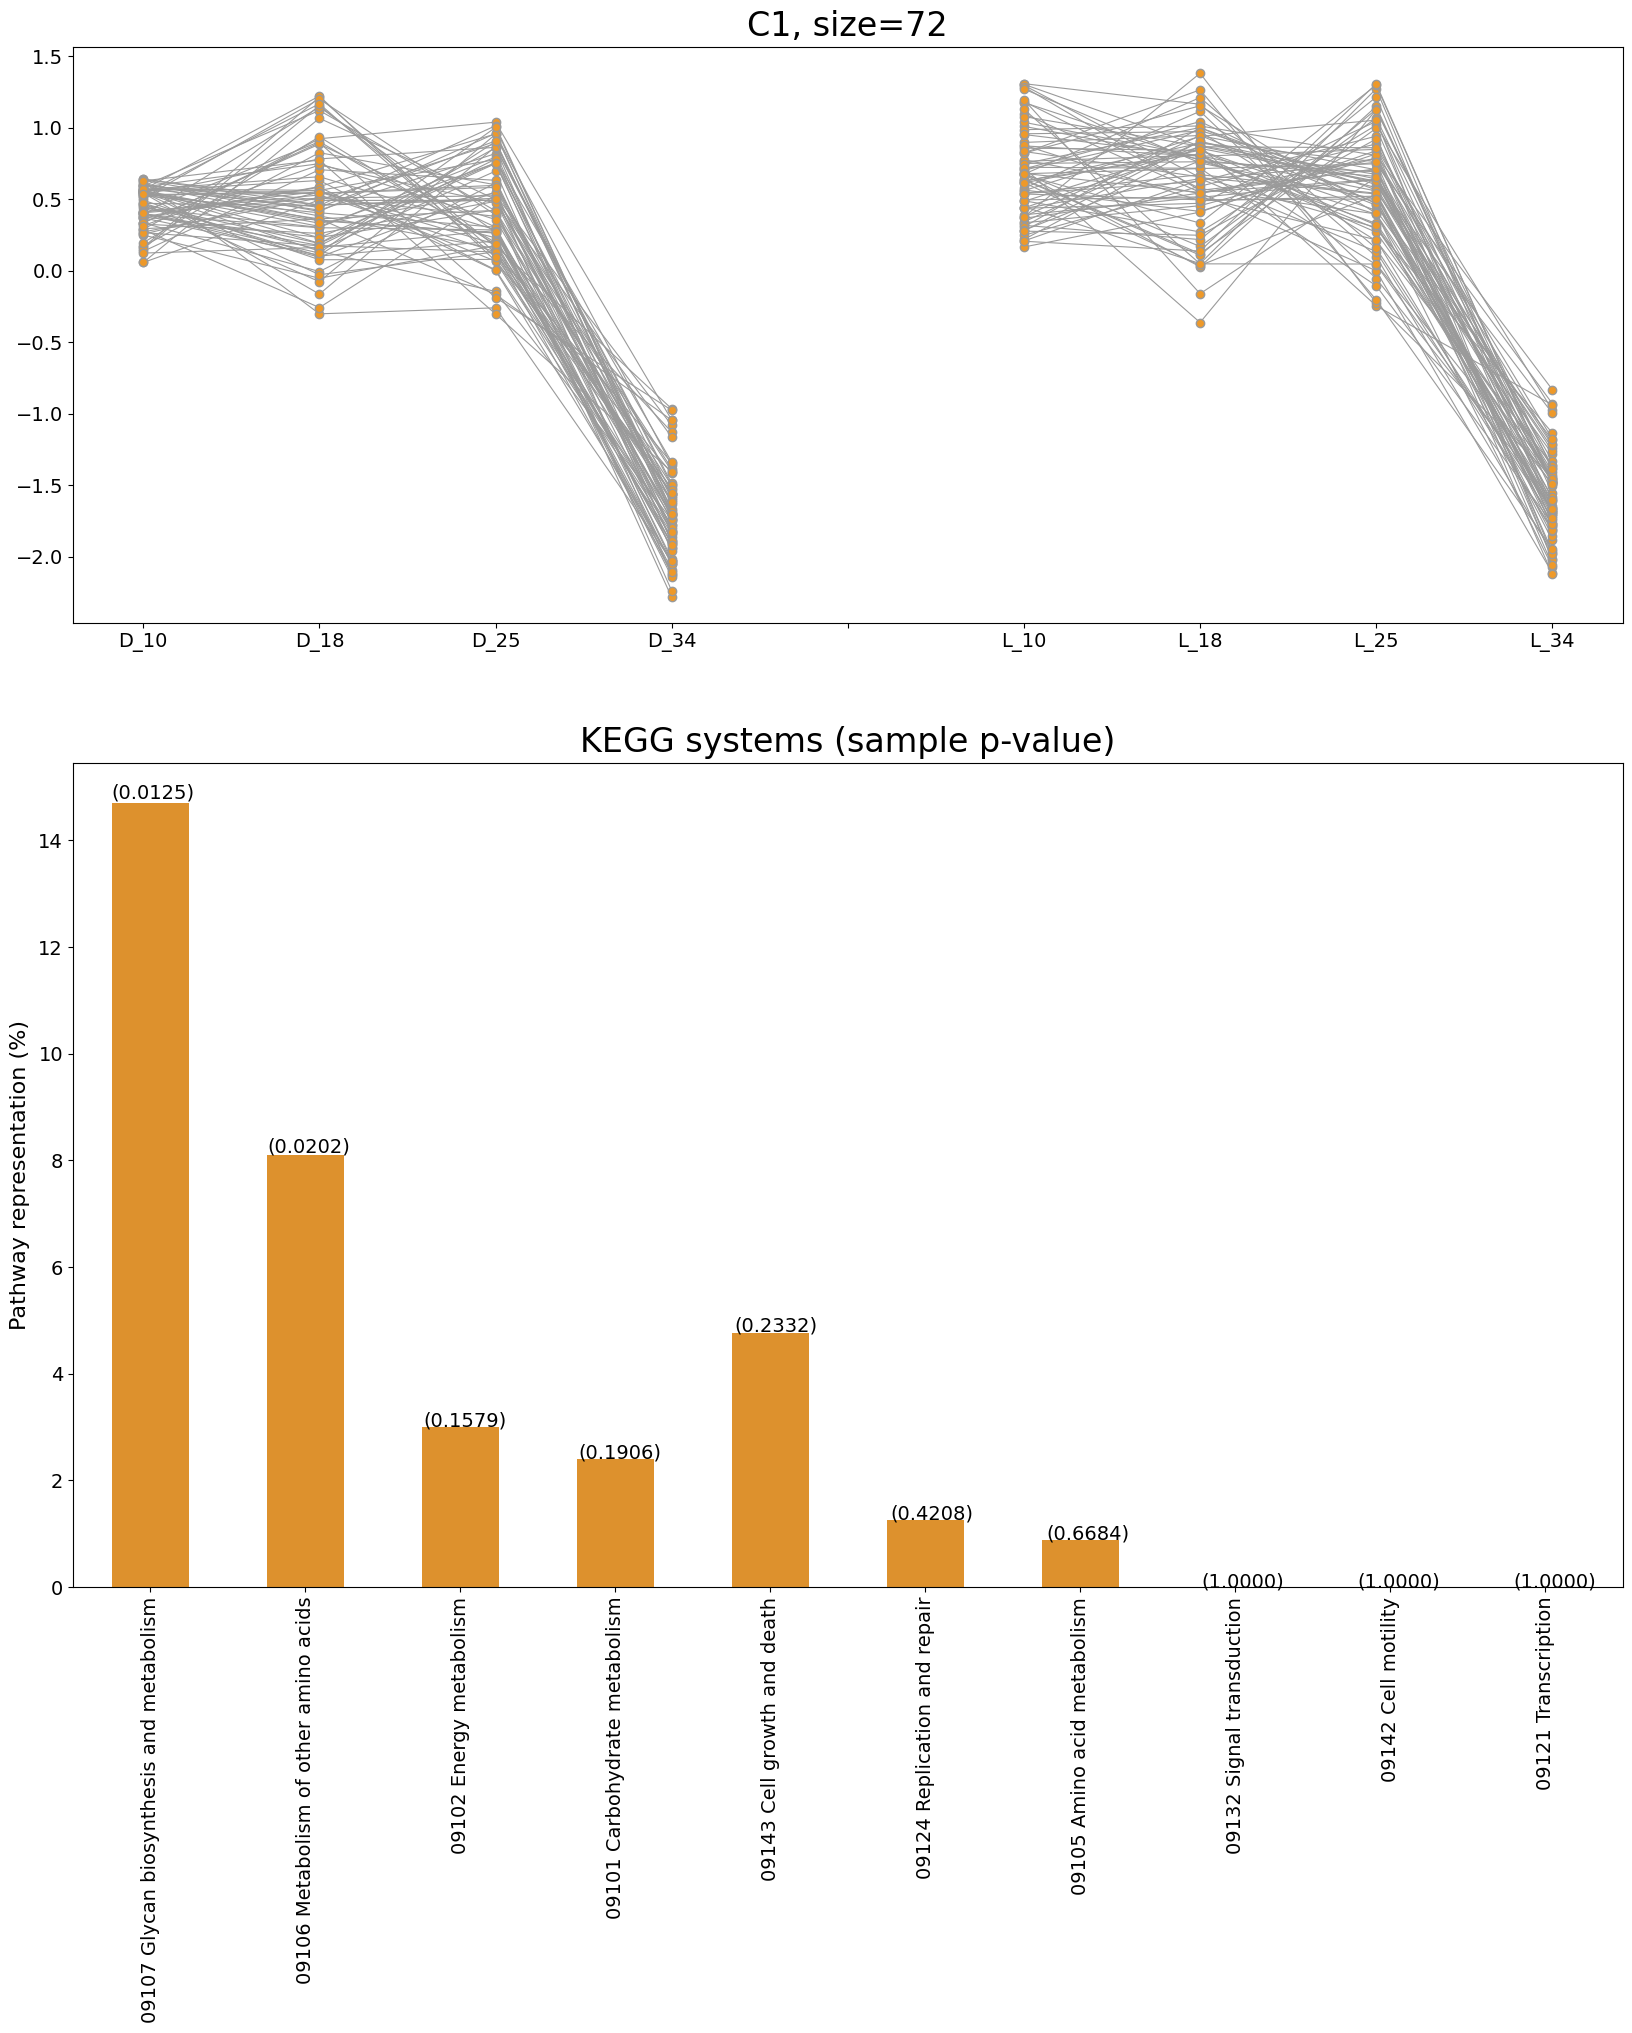 C1, size=72
1.5
1.0
0.5
0.0
−0.5
−1.0
−1.5
−2.0
D_10 D_18 D_25 D_34 L_10 L_18 L_25 L_34
KEGG systems (sample p-value)
Pathway representation (%)
14
12
10
8
6
4
2
0
(0.0125)
(0.0202)
(0.1579)
(0.1906)
(0.2332)
(0.4208)
(0.6684)
(1.0000)
(1.0000)
(1.0000)
09107 Glycan biosynthesis and metabolism
09106 Metabolism of other amino acids
09102 Energy metabolism
09101 Carbohydrate metabolism
09143 Cell growth and death
09124 Replication and repair
09105 Amino acid metabolism
09132 Signal transduction
09142 Cell motility
09121 Transcription